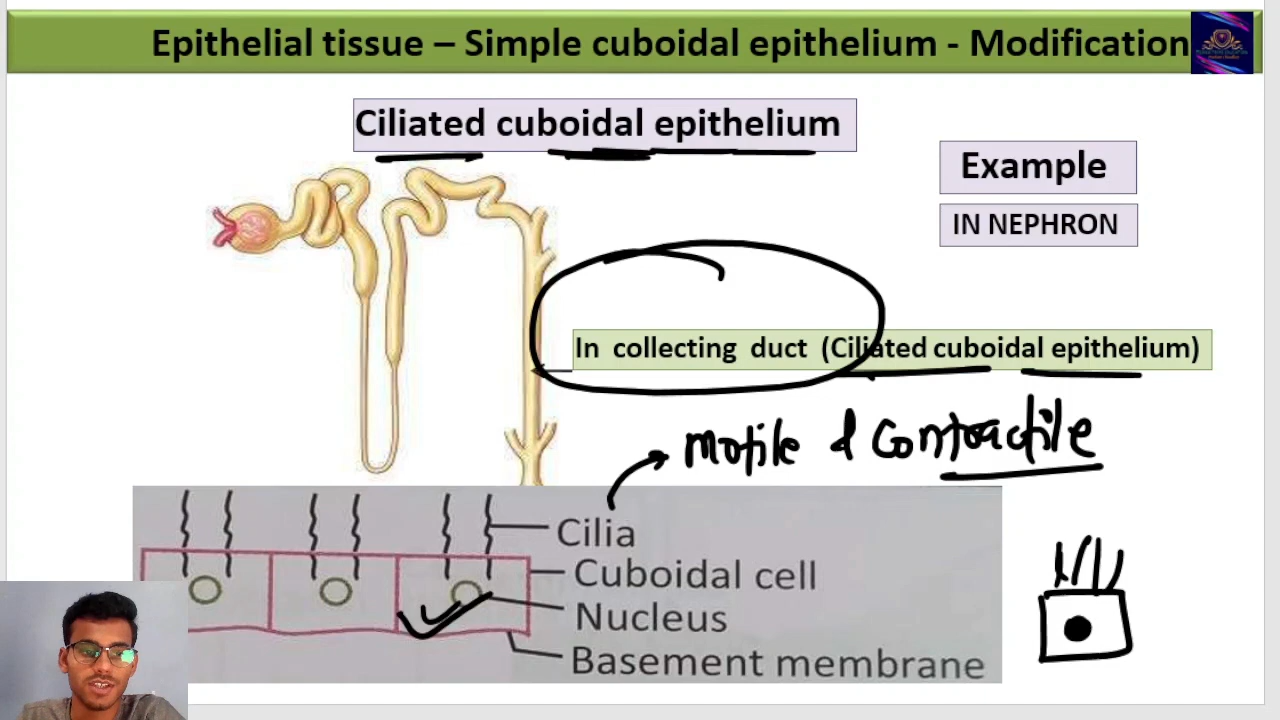 Epithelial tissue – Simple cuboidal epithelium - Modification
Ciliated cuboidal epithelium
Example
IN NEPHRON
In collecting duct (Ciliated cuboidal epithelium)
Motile & contractile
Cilia
Cuboidal cell
Nucleus
Basement membrane